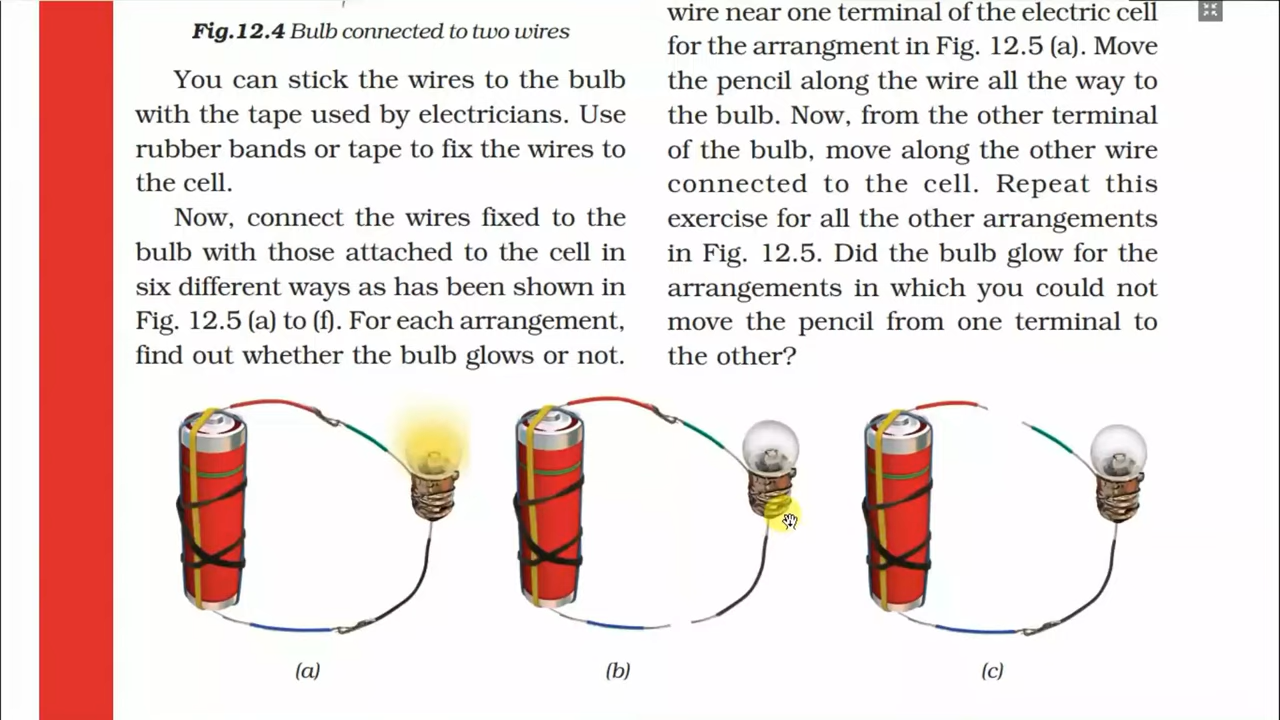 Fig.12.4 Bulb connected to two wires
You can stick the wires to the bulb
with the tape used by electricians. Use
rubber bands or tape to fix the wires to
the cell.
Now, connect the wires fixed to the
bulb with those attached to the cell in
six different ways as has been shown in
Fig. 12.5 (a) to (f). For each arrangement,
find out whether the bulb glows or not.
wire near one terminal of the electric cell
for the arrangment in Fig. 12.5 (a). Move
the pencil along the wire all the way to
the bulb. Now, from the other terminal
of the bulb, move along the other wire
connected to the cell. Repeat this
exercise for all the other arrangements
in Fig. 12.5. Did the bulb glow for the
arrangements in which you could not
move the pencil from one terminal to
the other?
(a)
(b)
(c)